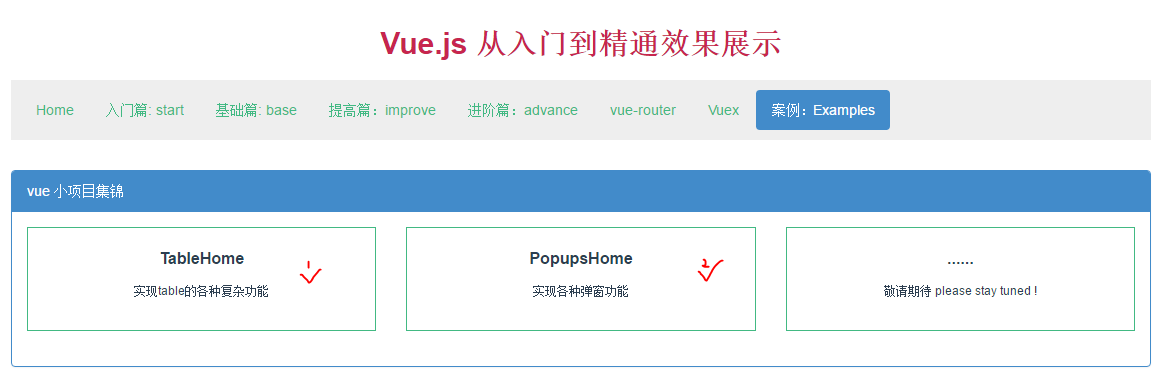 Vue.js 从入门到精通效果展示
Home 入门篇: start 基础篇: base 提高篇：improve 进阶篇：advance vue-router Vuex 案例：Examples
vue 小项目集锦
TableHome
实现table的各种复杂功能
1
PopupsHome
实现各种弹窗功能
2
......
敬请期待 please stay tuned !